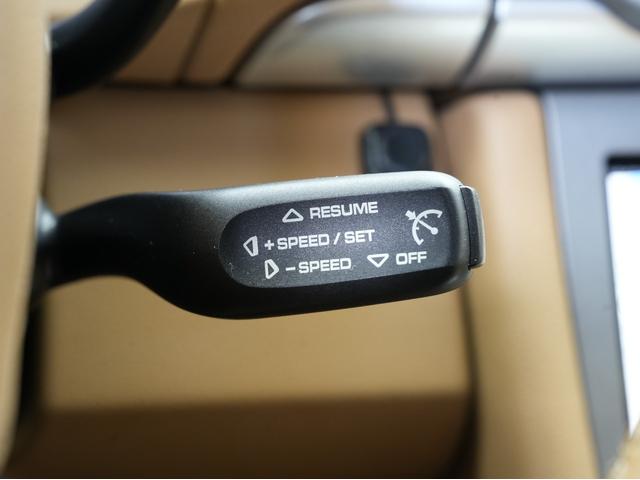 RESUME
+SPEED / SET
-SPEED OFF